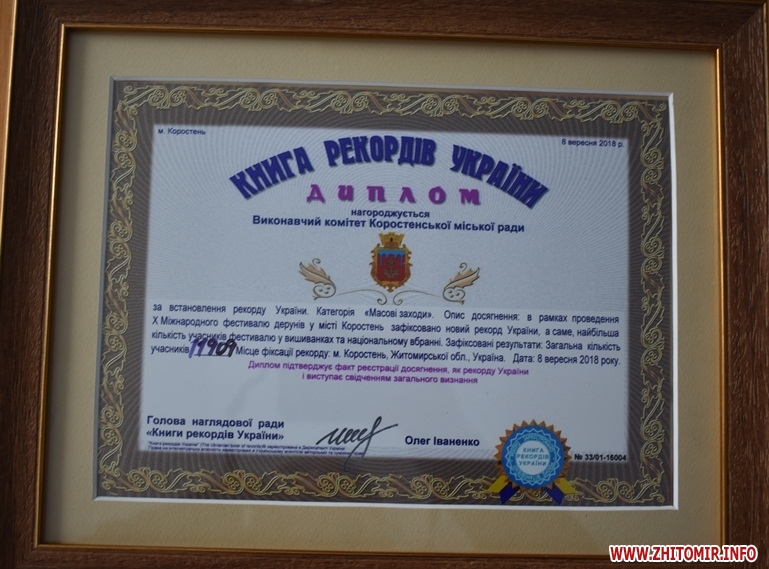 м. Коростень
8 вересня 2018 р.
КНИГА РЕКОРДІВ УКРАЇНИ
ДИПЛОМ
нагороджується
Виконавчий комітет Коростенської міської ради
за встановлення рекорду України. Категорія «Масові заходи». Опис досягнення: в рамках проведення
X Міжнародного фестивалю дерунів у місті Коростень зафіксовано новий рекорд України, а саме, найбільша
кількість учасників фестивалю у вишиванках та національному вбранні. Зафіксовані результати: Загальна кількість
учасників Місце фіксації рекорду: м. Коростень, Житомирської обл., Україна. Дата: 8 вересня 2018 року.
Диплом підтверджує факт реєстрації досягнення, як рекорду України
і виступає свідченням загального визнання
Голова наглядової ради
«Книги рекордів України»
Олег Іваненко
КНИГА
РЕКОРДІВ
УКРАЇНИ
№ 33/01-16004
WWW.ZHITOMIR.INFO